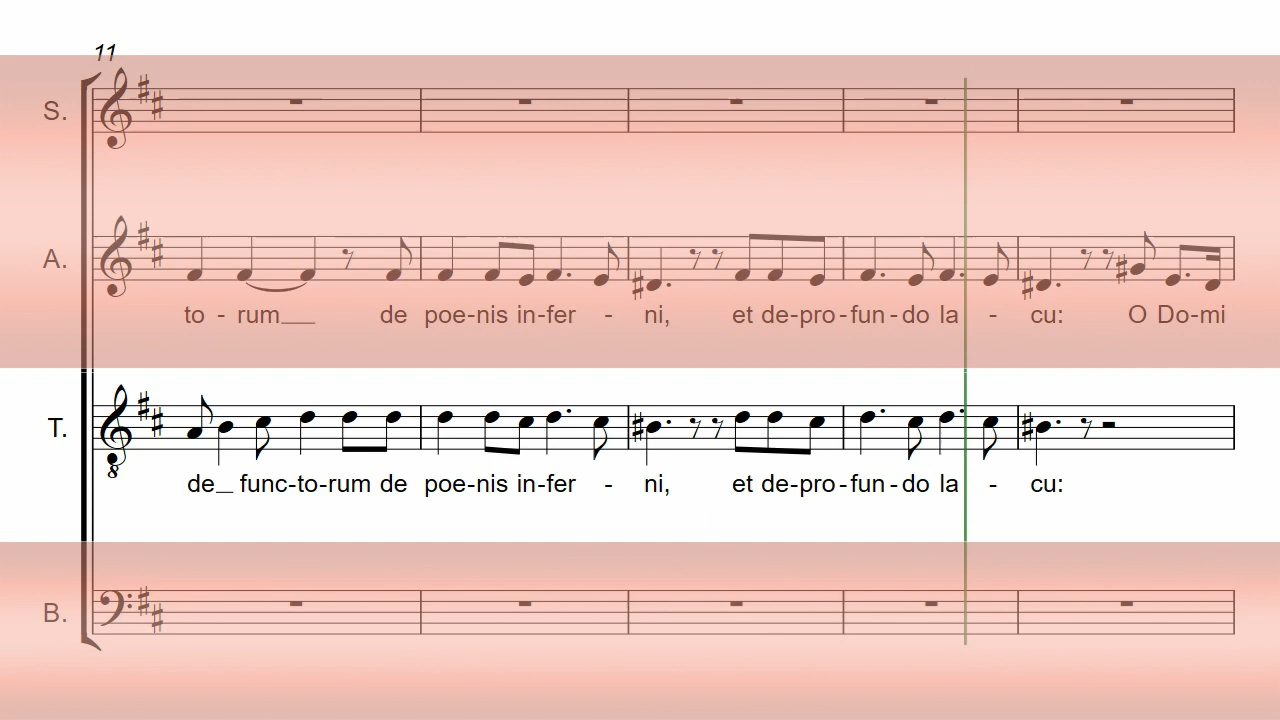 11
S.
A.
to - rum__ de poe-nis in-fer - ni, et de-pro-fun-do la - cu: O Do-mi
T.
8
de_ func-to-rum de poe-nis in-fer - ni, et de-pro-fun-do la - cu:
B.